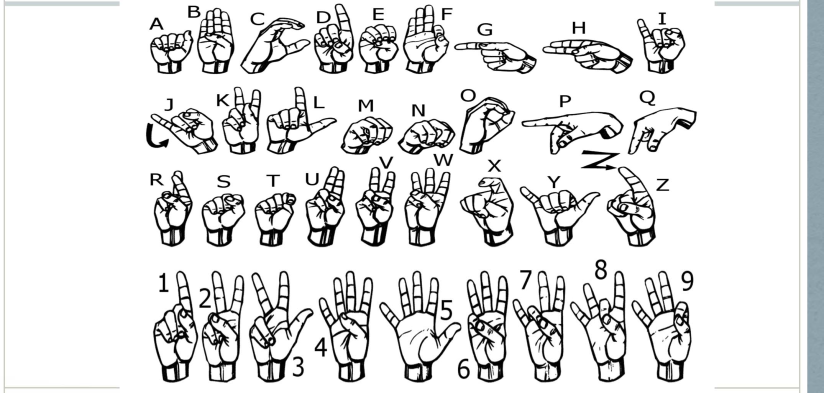 A B C D E F G H I
J K L M N O P Q
R S T U V W X Y Z
1 2 3 4 5 6 7 8 9